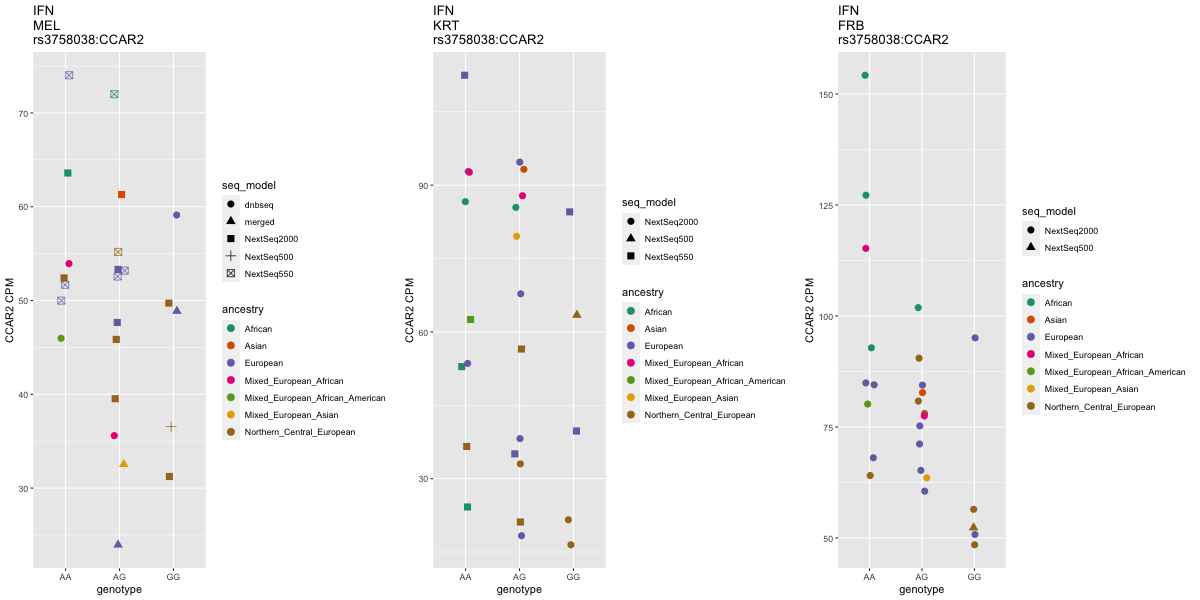 IFN
MEL
rs3758038:CCAR2
CCAR2 CPM
70
60
50
40
30
AA
AG
GG
genotype
seq_model
dnbseq
merged
NextSeq2000
NextSeq500
NextSeq550
ancestry
African
Asian
European
Mixed_European_African
Mixed_European_African_American
Mixed_European_Asian
Northern_Central_European
IFN
KRT
rs3758038:CCAR2
CCAR2 CPM
90
60
30
AA
AG
GG
genotype
seq_model
NextSeq2000
NextSeq500
NextSeq550
ancestry
African
Asian
European
Mixed_European_African
Mixed_European_African_American
Mixed_European_Asian
Northern_Central_European
IFN
FRB
rs3758038:CCAR2
CCAR2 CPM
150
125
100
75
50
AA
AG
GG
genotype
seq_model
NextSeq2000
NextSeq500
ancestry
African
Asian
European
Mixed_European_African
Mixed_European_African_American
Mixed_European_Asian
Northern_Central_European